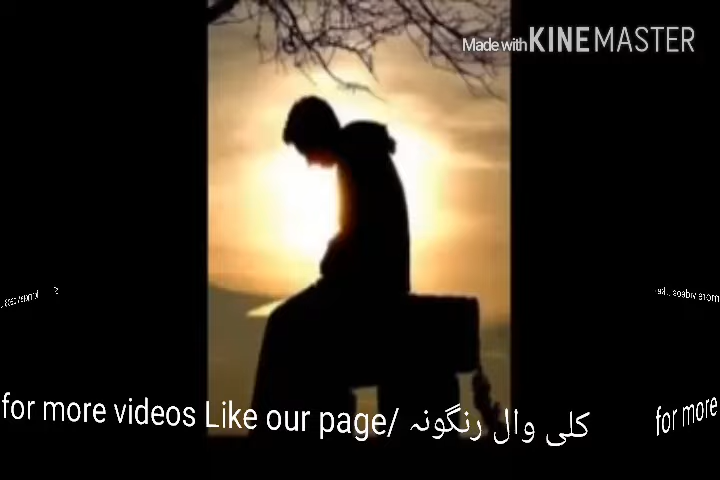 Made with KINEMASTER
for more videos Like our page/ کلی وال رنگونہ
for more